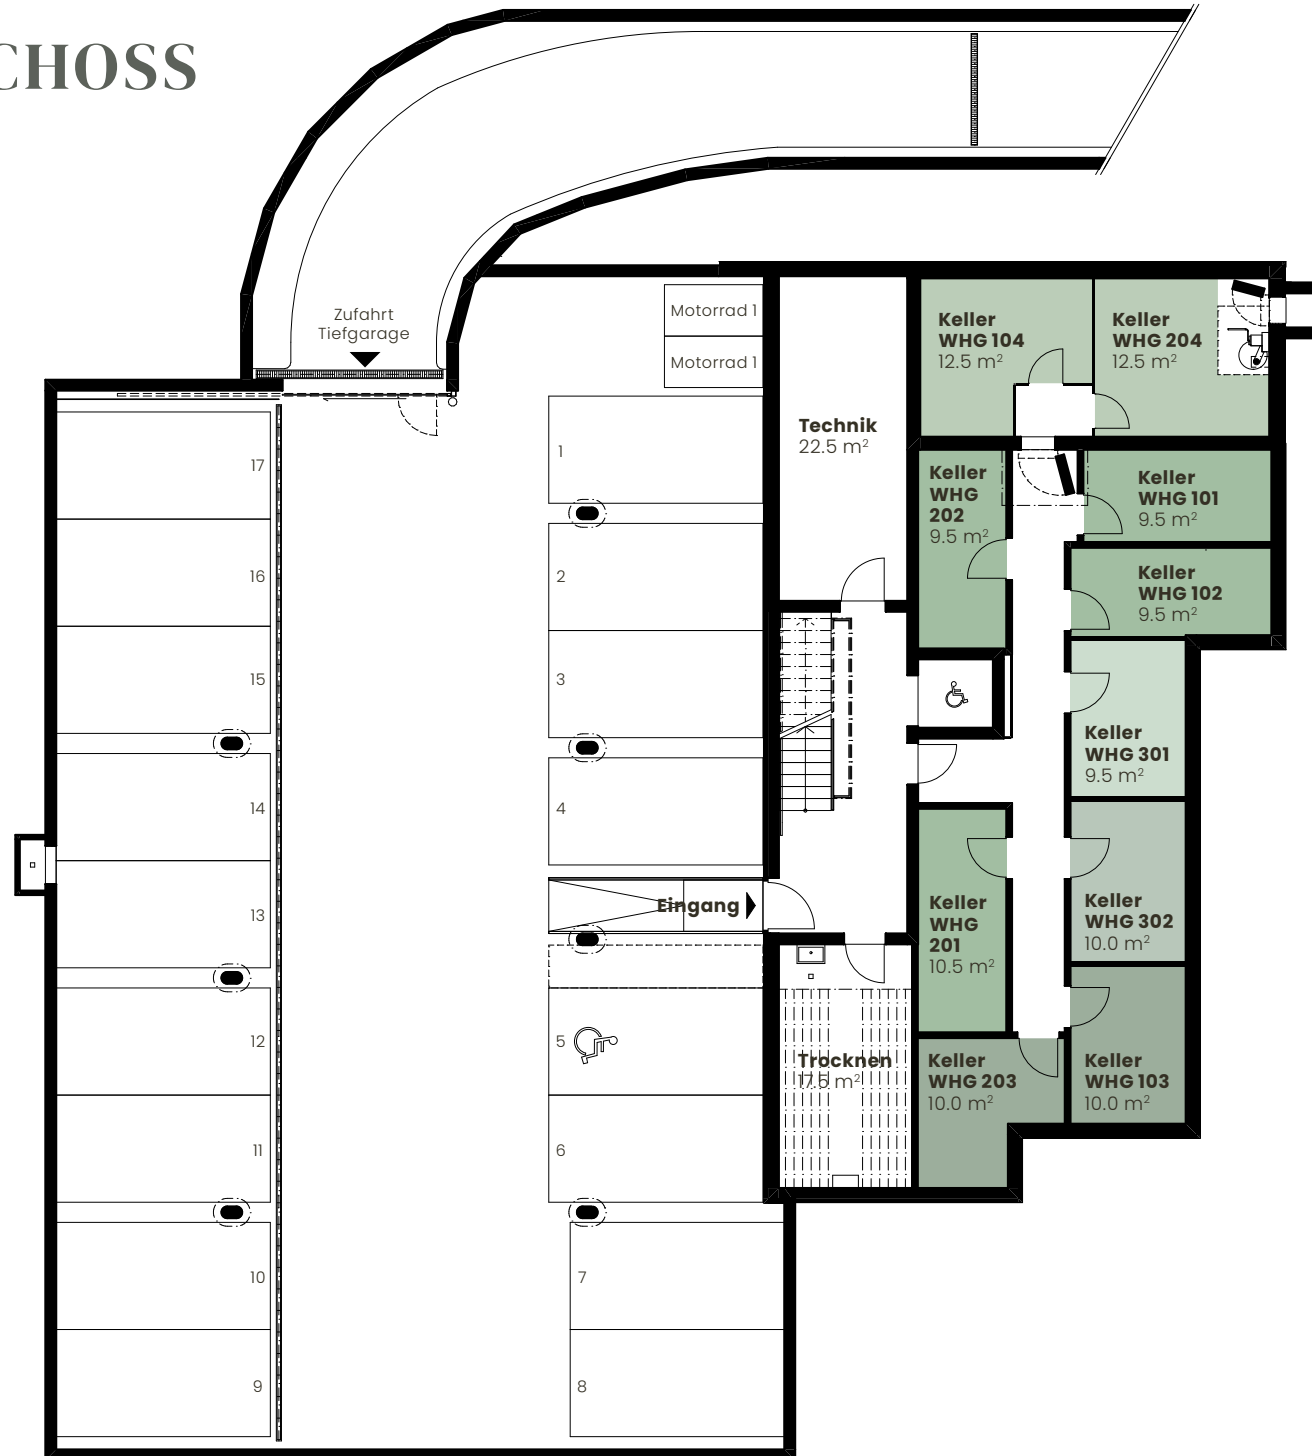 CHOSS
Zufahrt
Tiefgarage
Motorrad 1
Motorrad 1
Keller
WHG 104
12.5 m²
Keller
WHG 204
12.5 m²
Technik
22.5 m²
Keller
WHG
202
9.5 m²
Keller
WHG 101
9.5 m²
Keller
WHG 102
9.5 m²
Keller
WHG 301
9.5 m²
Keller
WHG 302
10.0 m²
Keller
WHG
201
10.5 m²
Keller
WHG 203
10.0 m²
Keller
WHG 103
10.0 m²
Eingang
Trocknen
17.5 m²
17
16
15
14
13
12
11
10
9
1
2
3
4
5
6
7
8